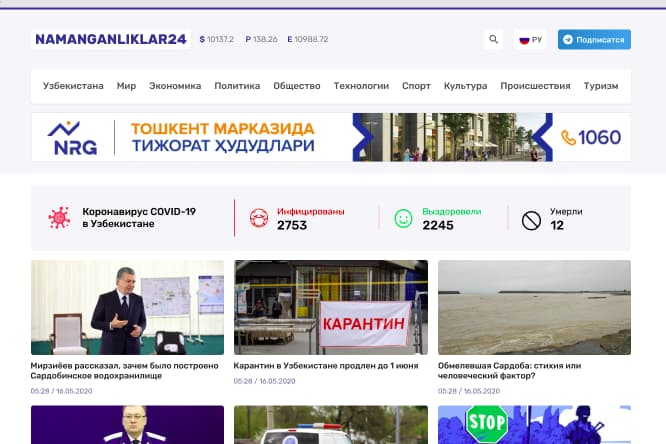 NAMANGANLIKLAR24
$ 10137.2 P 138.26 E 10988.72
РУ
Подписатся
Узбекистана Мир Экономика Политика Общество Технологии Спорт Культура Происшествия Туризм
NRG
ТОШКЕНТ МАРКАЗИДА
ТИЖОРАТ ҲУДУДЛАРИ
1060
Коронавирус COVID-19
в Узбекистане
Инфицированы
2753
Выздоровели
2245
Умерли
12
КАРАНТИН
Мирзиёев рассказал, зачем было построено
Сардобинское водохранилище
05:28 / 16.05.2020
Карантин в Узбекистане продлен до 1 июня
05:28 / 16.05.2020
Обмелевшая Сардоба: стихия или
человеческий фактор?
05:28 / 16.05.2020
STOP